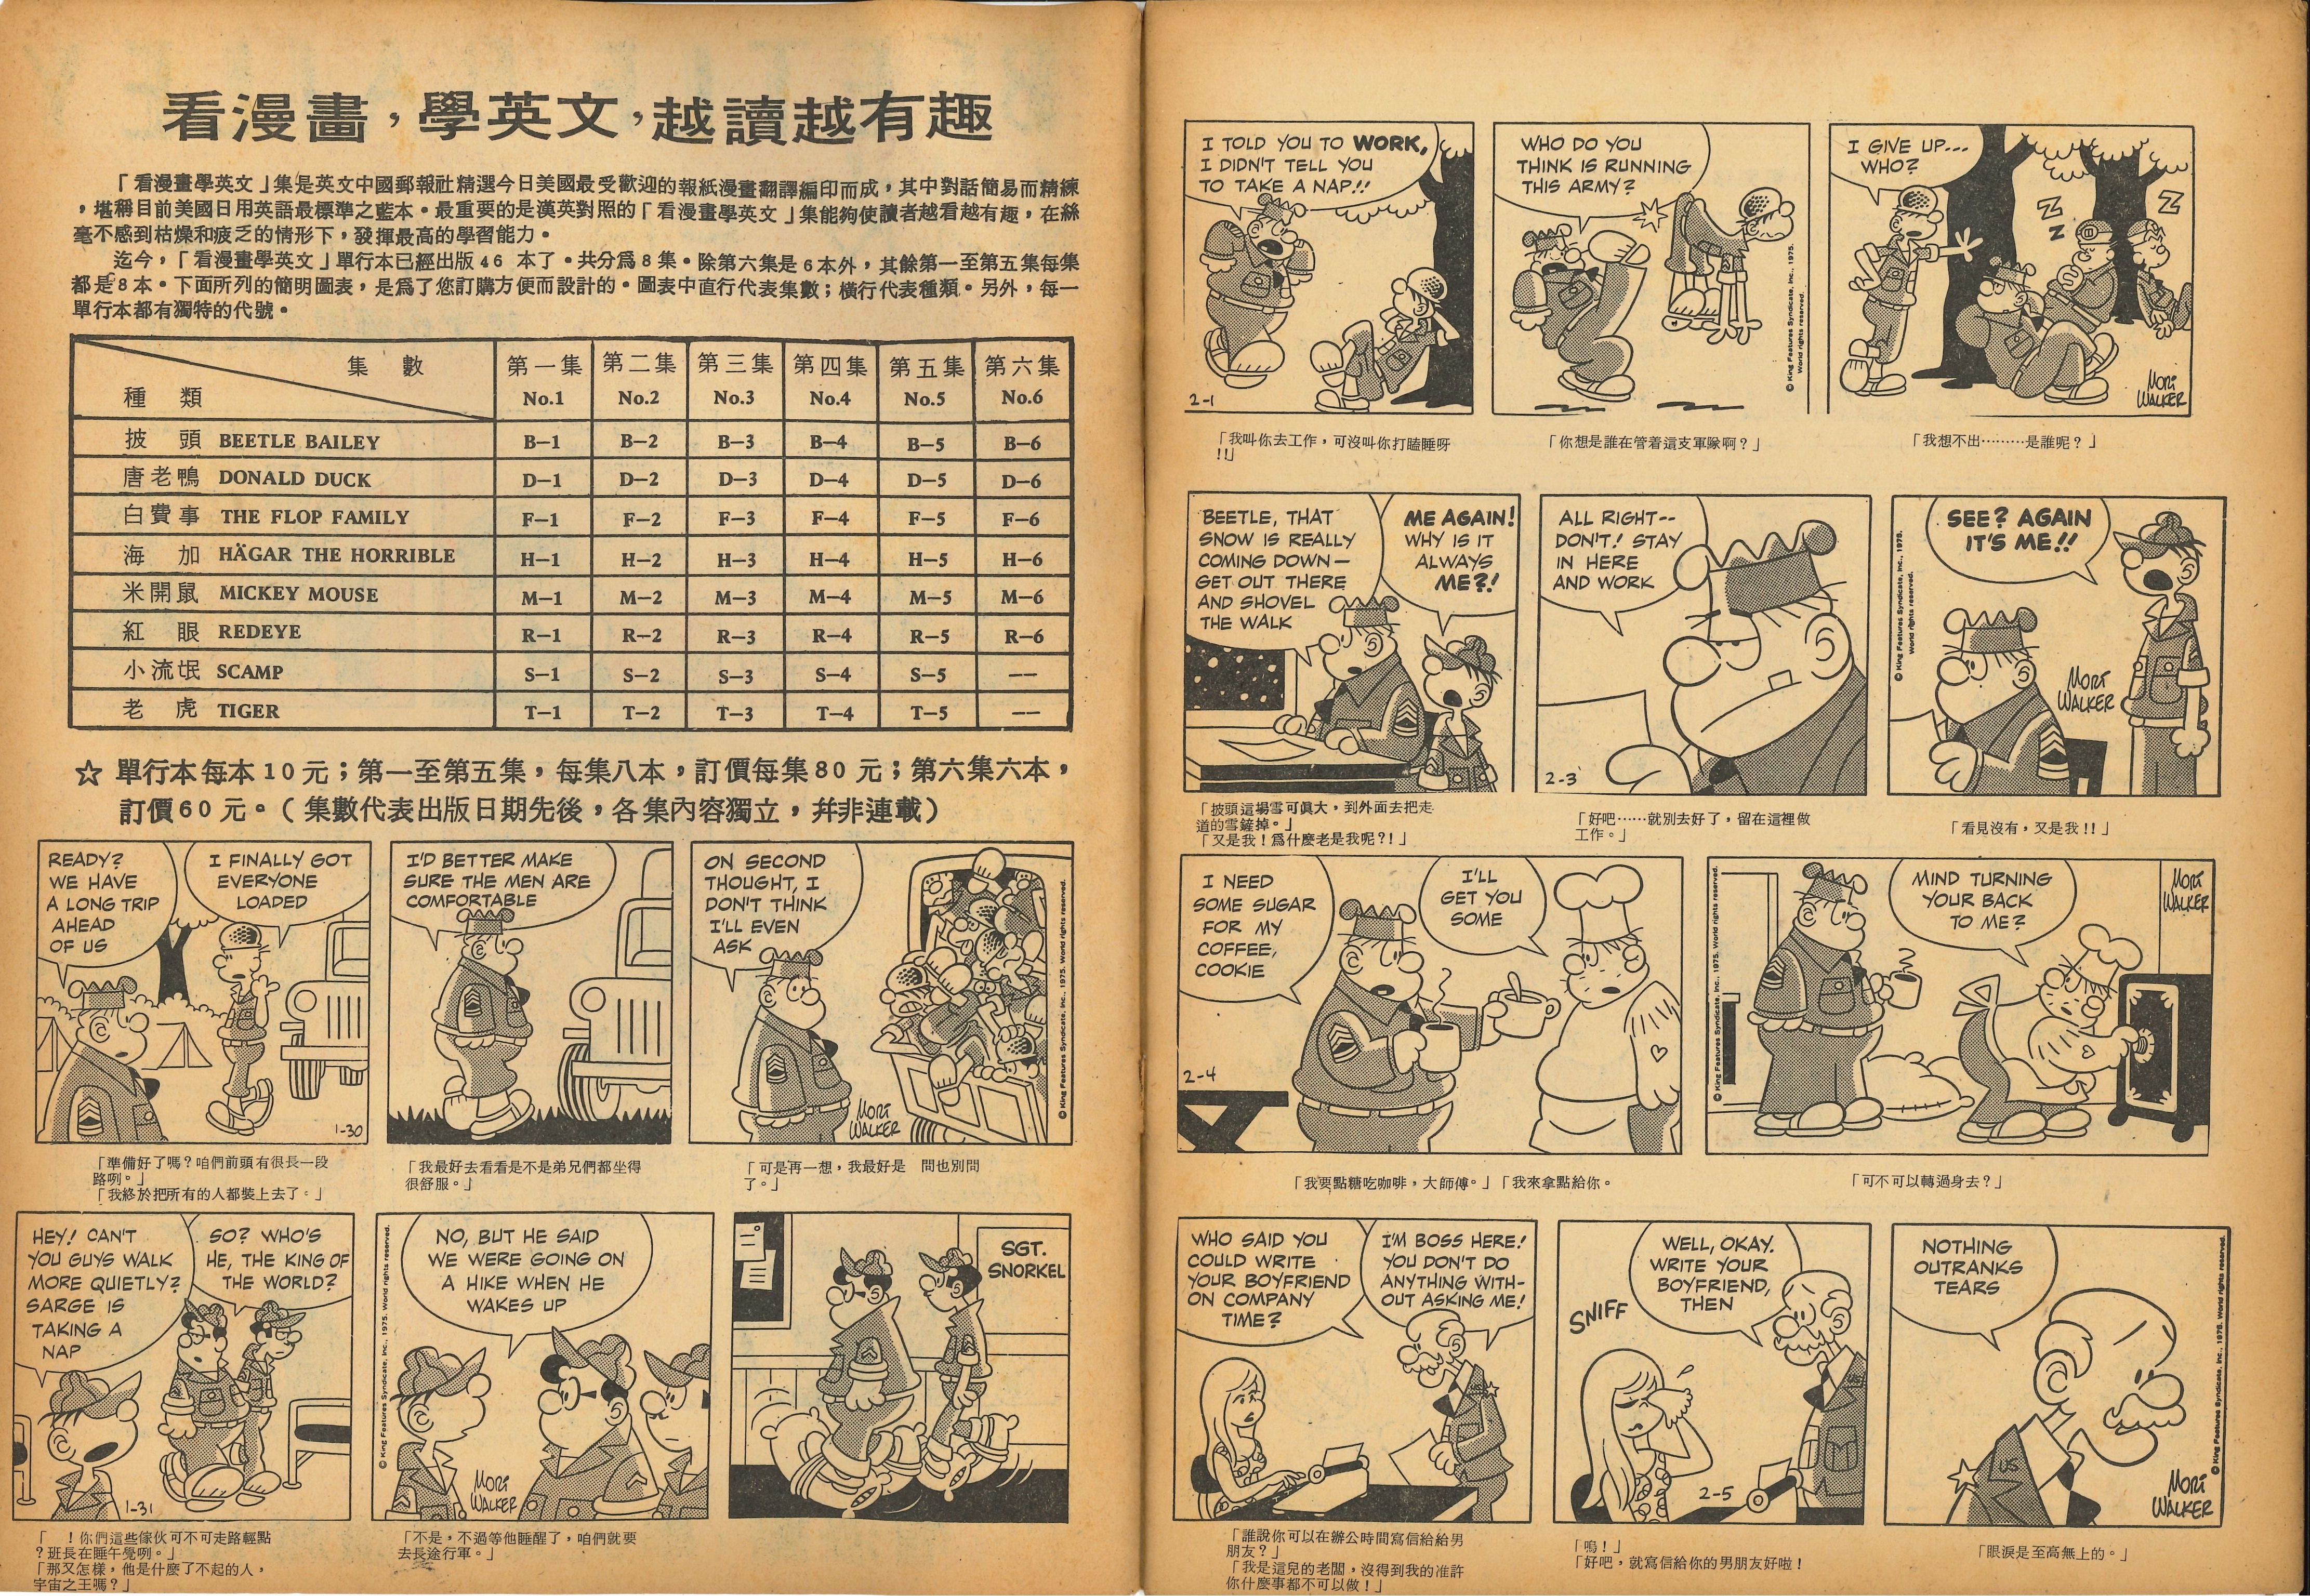 看漫畫，學英文，越讀越有趣
「看漫畫學英文」集是英文中國郵報社精選今日美國最受歡迎的報紙漫畫翻譯編印而成，其中對話簡易而精練
，堪稱目前美國日用英語最標準之藍本。最重要的是漢英對照的「看漫畫學英文」集能夠使讀者越看越有趣，在絲
毫不感到枯燥和疲乏的情形下，發揮最高的學習能力。
迄今，「看漫畫學英文」單行本已經出版46 本了。共分爲8集。除第六集是6本外，其餘第一至第五集每集
都是8本。下面所列的簡明圖表，是爲了您訂購方便而設計的。圖表中直行代表集數；橫行代表種類。另外，每一
單行本都有獨特的代號。
集 數 第一集 第二集 第三集 第四集 第五集 第六集
種 類 No.1 No.2 No.3 No.4 No.5 No.6
披 頭 BEETLE BAILEY B—1 B—2 B—3 B—4 B—5 B—6
唐老鴨 DONALD DUCK D—1 D—2 D—3 D—4 D—5 D—6
白費事 THE FLOP FAMILY F—1 F—2 F—3 F—4 F—5 F—6
海 加 HÄGAR THE HORRIBLE H—1 H—2 H—3 H—4 H—5 H—6
米開鼠 MICKEY MOUSE M—1 M—2 M—3 M—4 M—5 M—6
紅 眼 REDEYE R—1 R—2 R—3 R—4 R—5 R—6
小流氓 SCAMP S—1 S—2 S—3 S—4 S—5 ——
老 虎 TIGER T—1 T—2 T—3 T—4 T—5 ——
☆ 單行本每本10元；第一至第五集，每集八本，訂價每集80元；第六集六本，
訂價60元。（集數代表出版日期先後，各集內容獨立，幷非連載）
READY?
WE HAVE
A LONG TRIP
AHEAD
OF US
I FINALLY GOT
EVERYONE
LOADED
1-30
I'D BETTER MAKE
SURE THE MEN ARE
COMFORTABLE
ON SECOND
THOUGHT, I
DON'T THINK
I'LL EVEN
ASK
MORT
WALKER
© King Features Syndicate, Inc., 1975. World rights reserved.
「準備好了嗎？咱們前頭有很長一段
路咧。」
「我終於把所有的人都裝上去了。」
「我最好去看看是不是弟兄們都坐得
很舒服。」
「可是再一想，我最好是 問也別問
了。」
HEY! CAN'T
YOU GUYS WALK
MORE QUIETLY?
SARGE IS
TAKING A
NAP
SO? WHO'S
HE, THE KING OF
THE WORLD?
1-31
© King Features Syndicate, Inc., 1975. World rights reserved.
NO, BUT HE SAID
WE WERE GOING ON
A HIKE WHEN HE
WAKES UP
MORT
WALKER
SGT.
SNORKEL
「 ！你們這些傢伙可不可走路輕點
？班長在睡午覺咧。」
「那又怎樣，他是什麼了不起的人，
宇宙之王嗎？」
「不是，不過等他睡醒了，咱們就要
去長途行軍。」
I TOLD YOU TO WORK,
I DIDN'T TELL YOU
TO TAKE A NAP!!
2-1
WHO DO YOU
THINK IS RUNNING
THIS ARMY?
© King Features Syndicate, Inc., 1975.
World rights reserved.
I GIVE UP...
WHO?
Z
Z
Z
MORT
WALKER
「我叫你去工作，可沒叫你打瞌睡呀
!!」
「你想是誰在管着這支軍隊啊？」
「我想不出………是誰呢？」
BEETLE, THAT
SNOW IS REALLY
COMING DOWN—
GET OUT THERE
AND SHOVEL
THE WALK
ME AGAIN!
WHY IS IT
ALWAYS
ME?!
ALL RIGHT--
DON'T! STAY
IN HERE
AND WORK
2-3
© King Features Syndicate, Inc., 1975.
World rights reserved.
SEE? AGAIN
IT'S ME!!
MORT
WALKER
「披頭這場雪可眞大，到外面去把走
道的雪鏟掉。」
「又是我！爲什麼老是我呢？！」
「好吧……就別去好了，留在這裡做
工作。」
「看見沒有，又是我!!」
I NEED
SOME SUGAR
FOR MY
COFFEE,
COOKIE
I'LL
GET YOU
SOME
2-4
© King Features Syndicate, Inc., 1975. World rights reserved.
MIND TURNING
YOUR BACK
TO ME?
MORT
WALKER
「我要點糖吃咖啡，大師傅。」「我來拿點給你。
「可不可以轉過身去？」
WHO SAID YOU
COULD WRITE
YOUR BOYFRIEND
ON COMPANY
TIME?
I'M BOSS HERE!
YOU DON'T DO
ANYTHING WITH-
OUT ASKING ME!
SNIFF
WELL, OKAY.
WRITE YOUR
BOYFRIEND,
THEN
2-5
NOTHING
OUTRANKS
TEARS
US
MORT
WALKER
© King Features Syndicate, Inc., 1975. World rights reserved.
「誰說你可以在辦公時間寫信給給男
朋友？」
「我是這兒的老闆，沒得到我的准許
你什麼事都不可以做！」
「嗚！」
「好吧，就寫信給你的男朋友好啦！
「眼淚是至高無上的。」